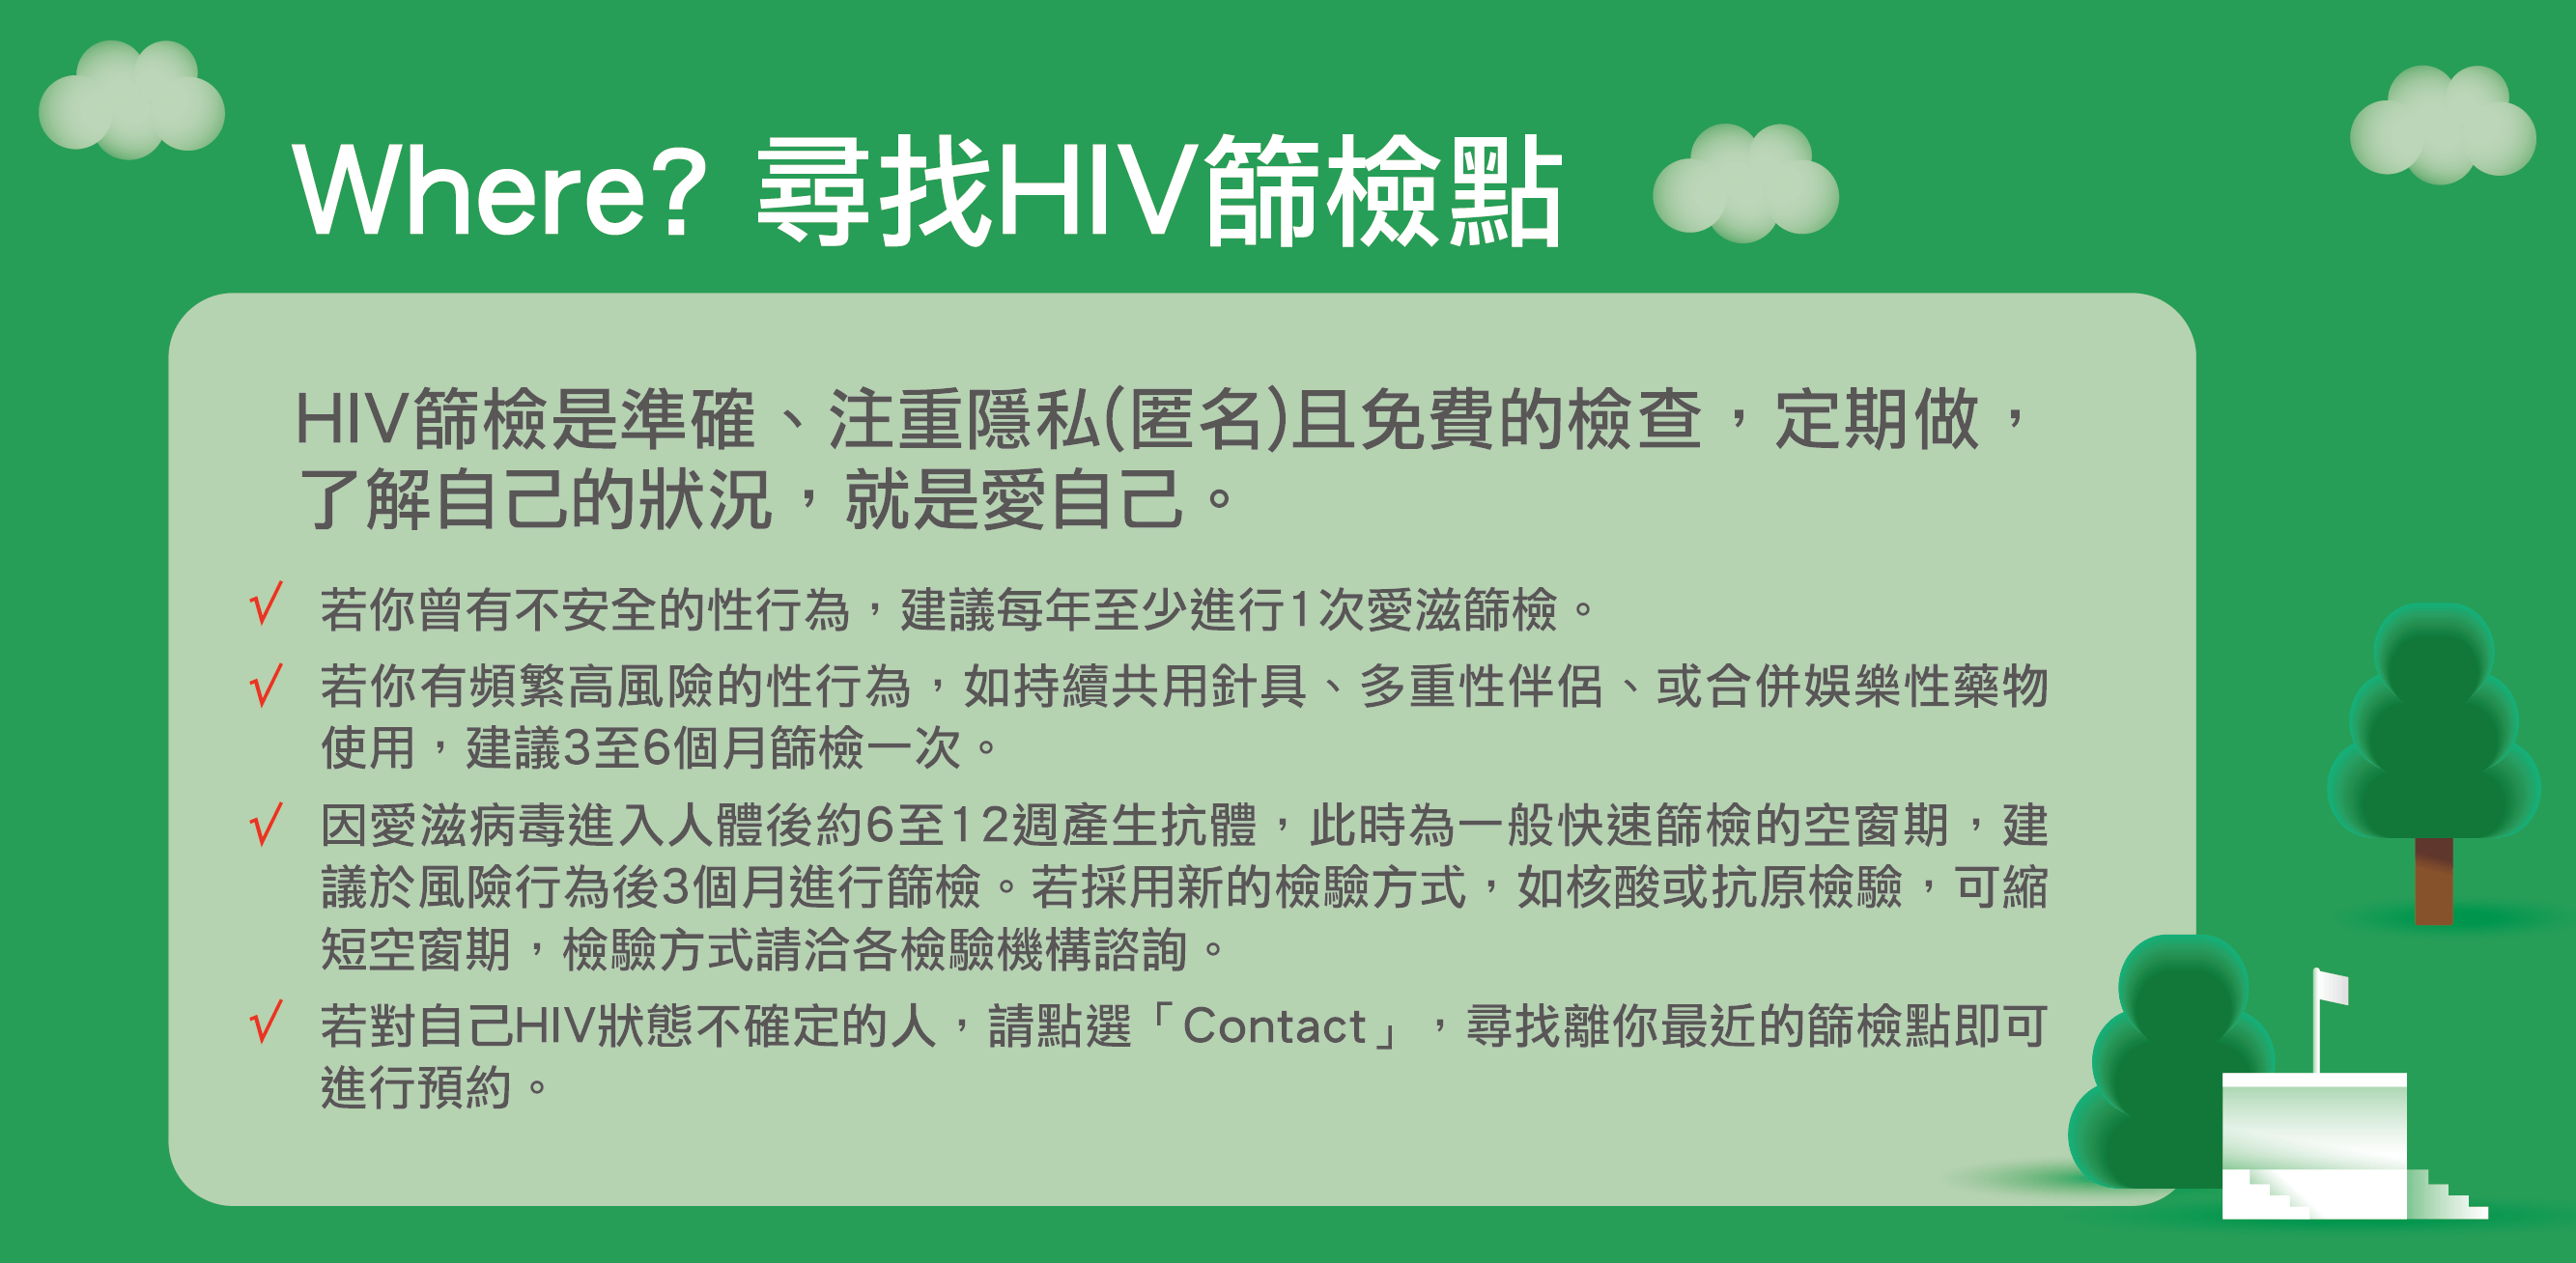 Where? 尋找HIV篩檢點
HIV篩檢是準確、注重隱私(匿名)且免費的檢查，定期做，
了解自己的狀況，就是愛自己。
√ 若你曾有不安全的性行為，建議每年至少進行1次愛滋篩檢。
√ 若你有頻繁高風險的性行為，如持續共用針具、多重性伴侶、或合併娛樂性藥物
使用，建議3至6個月篩檢一次。
√ 因愛滋病毒進入人體後約6至12週產生抗體，此時為一般快速篩檢的空窗期，建
議於風險行為後3個月進行篩檢。若採用新的檢驗方式，如核酸或抗原檢驗，可縮
短空窗期，檢驗方式請洽各檢驗機構諮詢。
√ 若對自己HIV狀態不確定的人，請點選「Contact」，尋找離你最近的篩檢點即可
進行預約。